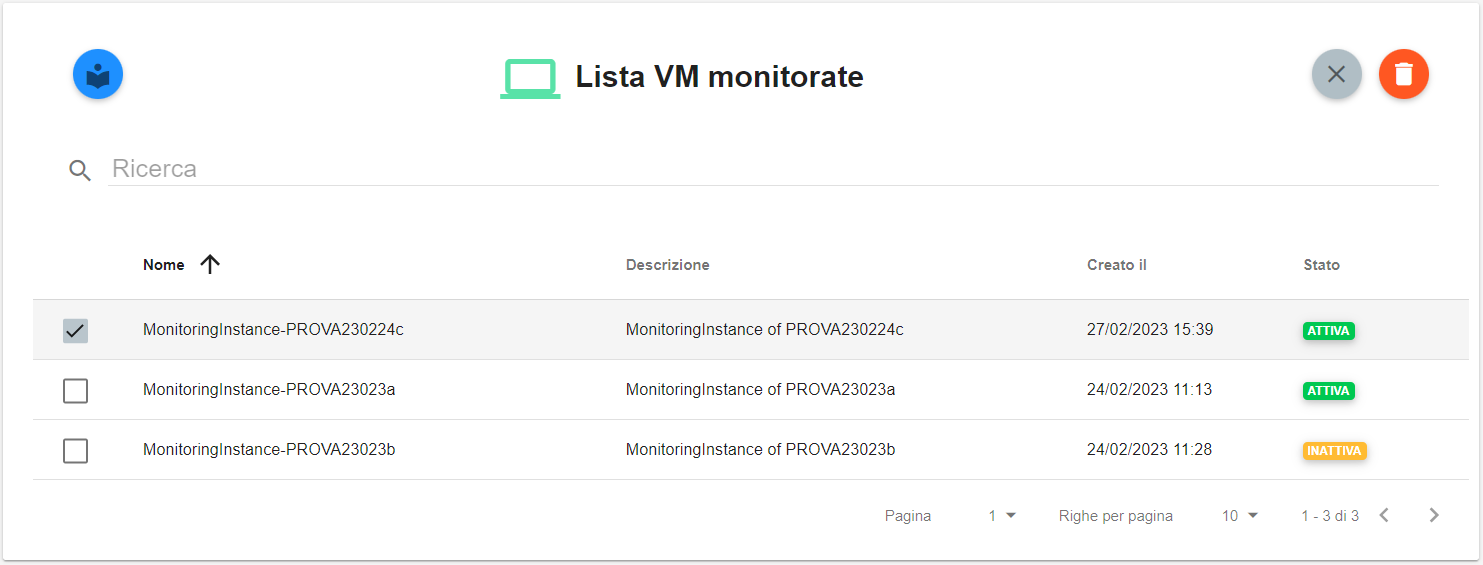 Lista VM monitorate
Ricerca
Nome Descrizione Creato il Stato
MonitoringInstance-PROVA230224c MonitoringInstance of PROVA230224c 27/02/2023 15:39 ATTIVA
MonitoringInstance-PROVA23023a MonitoringInstance of PROVA23023a 24/02/2023 11:13 ATTIVA
MonitoringInstance-PROVA23023b MonitoringInstance of PROVA23023b 24/02/2023 11:28 INATTIVA
Pagina 1 Righe per pagina 10 1 - 3 di 3